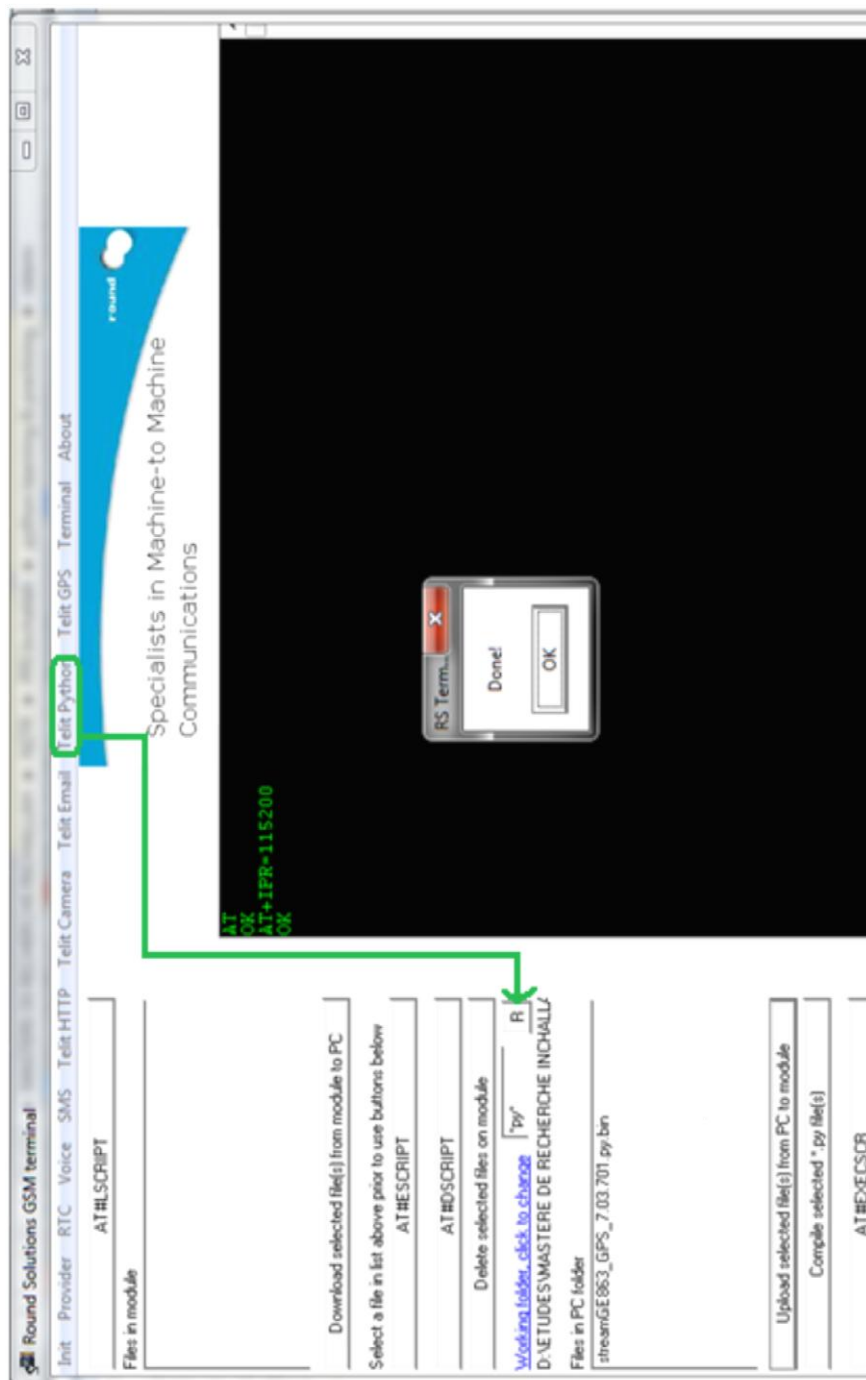 Round Solutions GSM terminal
Init Provider RTC Voice SMS Telit HTTP Telit Camera Telit Email Telit Python Telit GPS Terminal About
AT#LSCRIPT
Files in module
Download selected file(s) from module to PC
Select a file in list above prior to use buttons below
AT#ESCRIPT
AT#DSCRIPT
Delete selected files on module
Working folder, click to change "py" R
D:\ETUDES\MASTERE DE RECHERCHE INCHALLA
Files in PC folder
streamGE863_GPS_7.03.701.py.bin
Upload selected file(s) from PC to module
Compile selected *.py file(s)
AT#EXECSCR
round
Specialists in Machine-to Machine
Communications
AT
OK
AT+IPR=115200
OK
RS Term...
Done!
OK